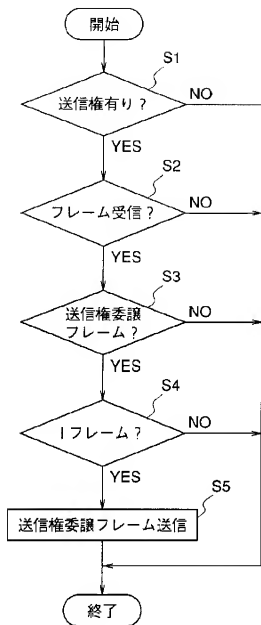 開始
S1
送信権有り？
NO
YES
S2
フレーム受信？
NO
YES
S3
送信権委譲
フレーム？
NO
YES
S4
Iフレーム？
NO
YES
S5
送信権委譲フレーム送信
終了